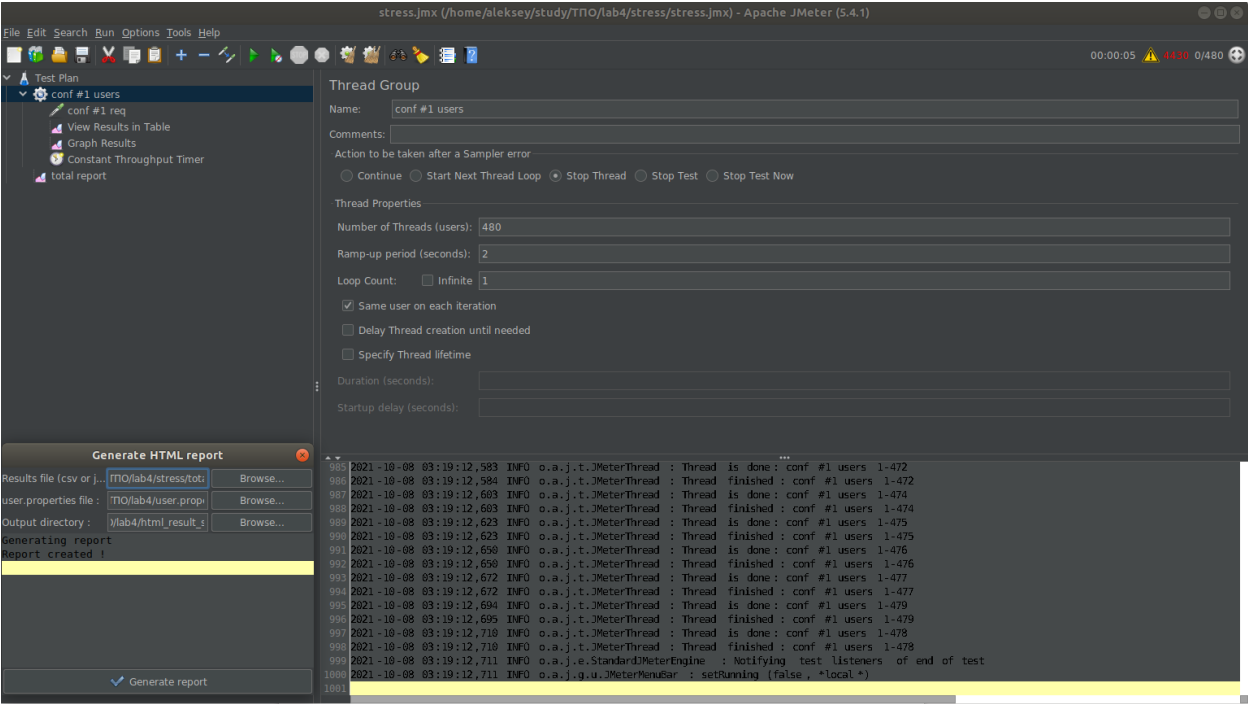 stress.jmx (/home/aleksey/study/ТПО/lab4/stress/stress.jmx) - Apache JMeter (5.4.1)
File Edit Search Run Options Tools Help
00:00:05 4430 0/480
Test Plan
conf #1 users
conf #1 req
View Results in Table
Graph Results
Constant Throughput Timer
total report
Thread Group
Name: conf #1 users
Comments:
Action to be taken after a Sampler error
Continue Start Next Thread Loop Stop Thread Stop Test Stop Test Now
Thread Properties
Number of Threads (users): 480
Ramp-up period (seconds): 2
Loop Count: Infinite 1
Same user on each iteration
Delay Thread creation until needed
Specify Thread lifetime
Duration (seconds):
Startup delay (seconds):
Generate HTML report
Results file (csv or j... ТПО/lab4/stress/tota Browse...
user.properties file : ТПО/lab4/user.prope Browse...
Output directory : )/lab4/html_result_s Browse...
Generating report
Report created !
Generate report
985 2021-10-08 03:19:12,583 INFO o.a.j.t.JMeterThread : Thread is done: conf #1 users 1-472
986 2021-10-08 03:19:12,584 INFO o.a.j.t.JMeterThread : Thread finished: conf #1 users 1-472
987 2021-10-08 03:19:12,603 INFO o.a.j.t.JMeterThread : Thread is done: conf #1 users 1-474
988 2021-10-08 03:19:12,603 INFO o.a.j.t.JMeterThread : Thread finished: conf #1 users 1-474
989 2021-10-08 03:19:12,623 INFO o.a.j.t.JMeterThread : Thread is done: conf #1 users 1-475
990 2021-10-08 03:19:12,623 INFO o.a.j.t.JMeterThread : Thread finished: conf #1 users 1-475
991 2021-10-08 03:19:12,650 INFO o.a.j.t.JMeterThread : Thread is done: conf #1 users 1-476
992 2021-10-08 03:19:12,650 INFO o.a.j.t.JMeterThread : Thread finished: conf #1 users 1-476
993 2021-10-08 03:19:12,672 INFO o.a.j.t.JMeterThread : Thread is done: conf #1 users 1-477
994 2021-10-08 03:19:12,672 INFO o.a.j.t.JMeterThread : Thread finished: conf #1 users 1-477
995 2021-10-08 03:19:12,694 INFO o.a.j.t.JMeterThread : Thread is done: conf #1 users 1-479
996 2021-10-08 03:19:12,695 INFO o.a.j.t.JMeterThread : Thread finished: conf #1 users 1-479
997 2021-10-08 03:19:12,710 INFO o.a.j.t.JMeterThread : Thread is done: conf #1 users 1-478
998 2021-10-08 03:19:12,710 INFO o.a.j.t.JMeterThread : Thread finished: conf #1 users 1-478
999 2021-10-08 03:19:12,711 INFO o.a.j.e.StandardJMeterEngine : Notifying test listeners of end of test
1000 2021-10-08 03:19:12,711 INFO o.a.j.g.u.JMeterMenuBar : setRunning (false, *local*)
1001